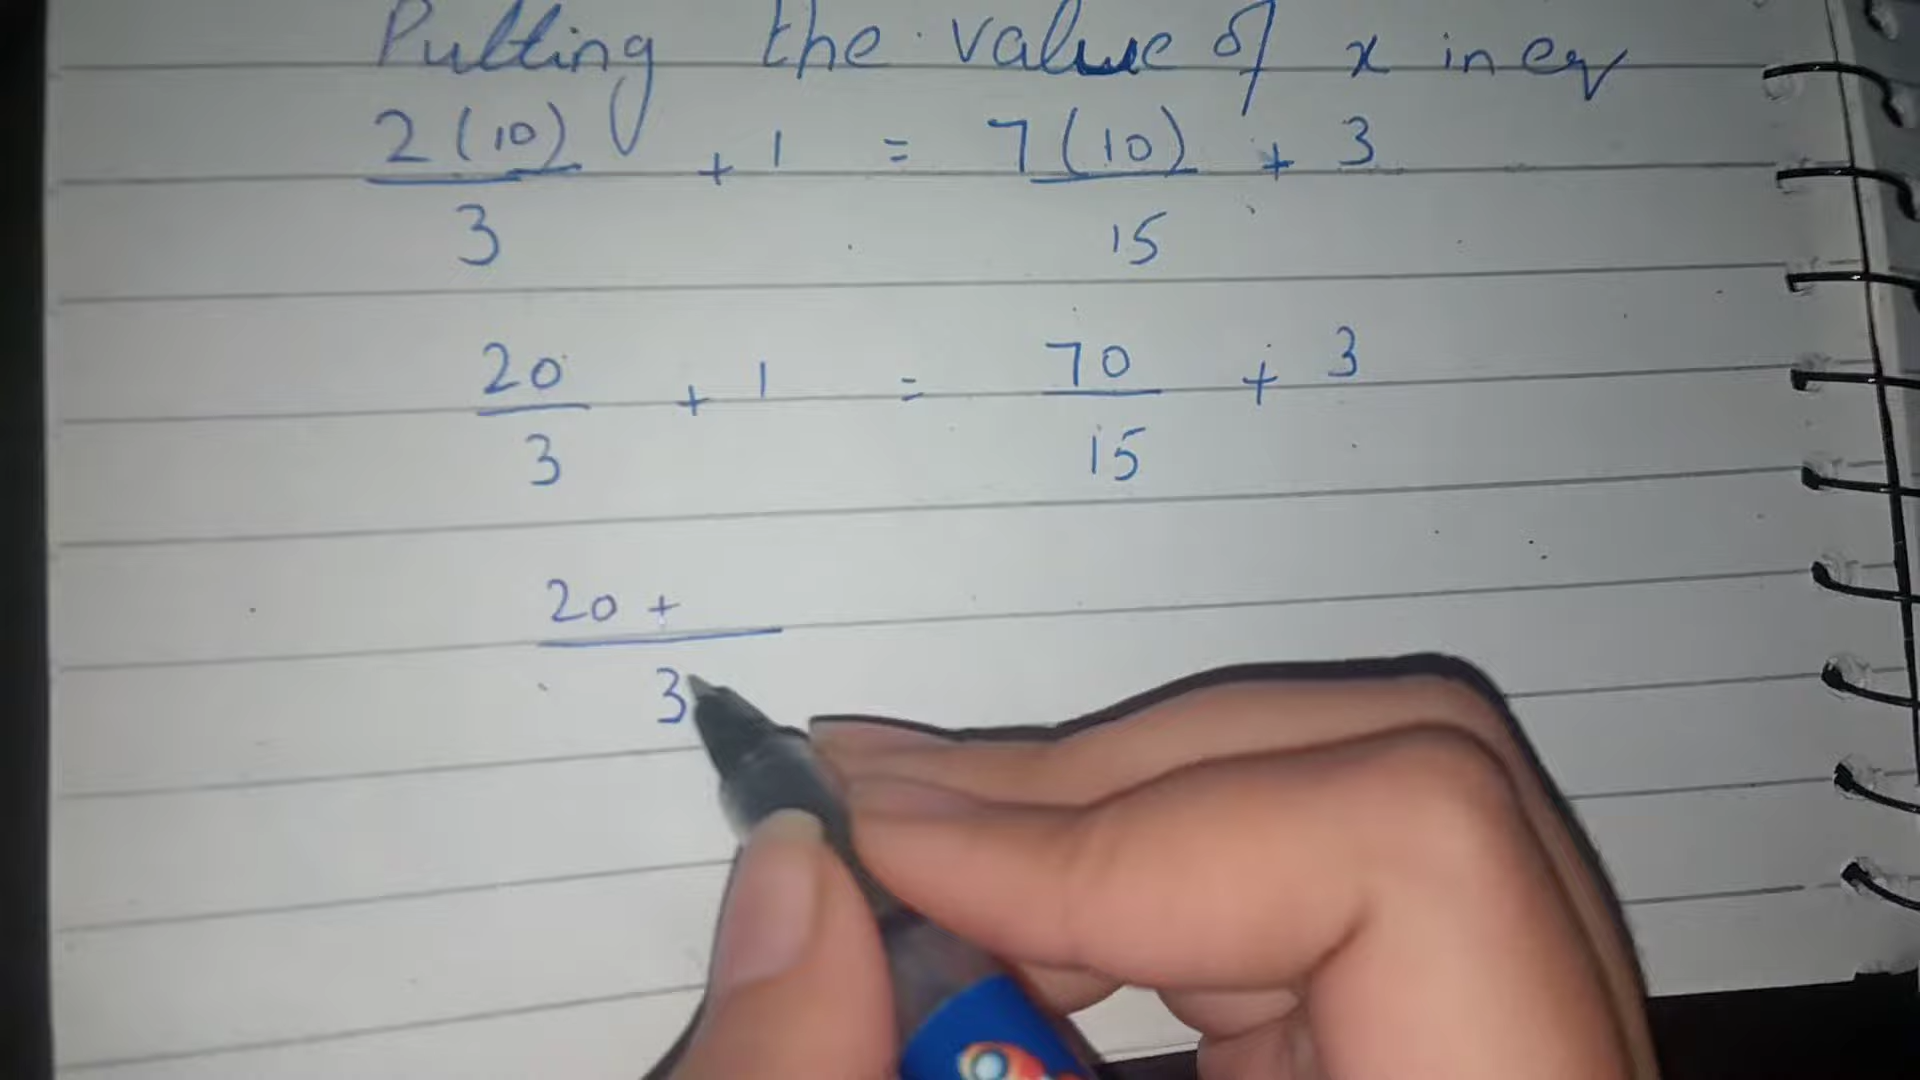 Putting the value of x in eq
2(10)/3 + 1 = 7(10)/15 + 3
20/3 + 1 = 70/15 + 3
20 + /3